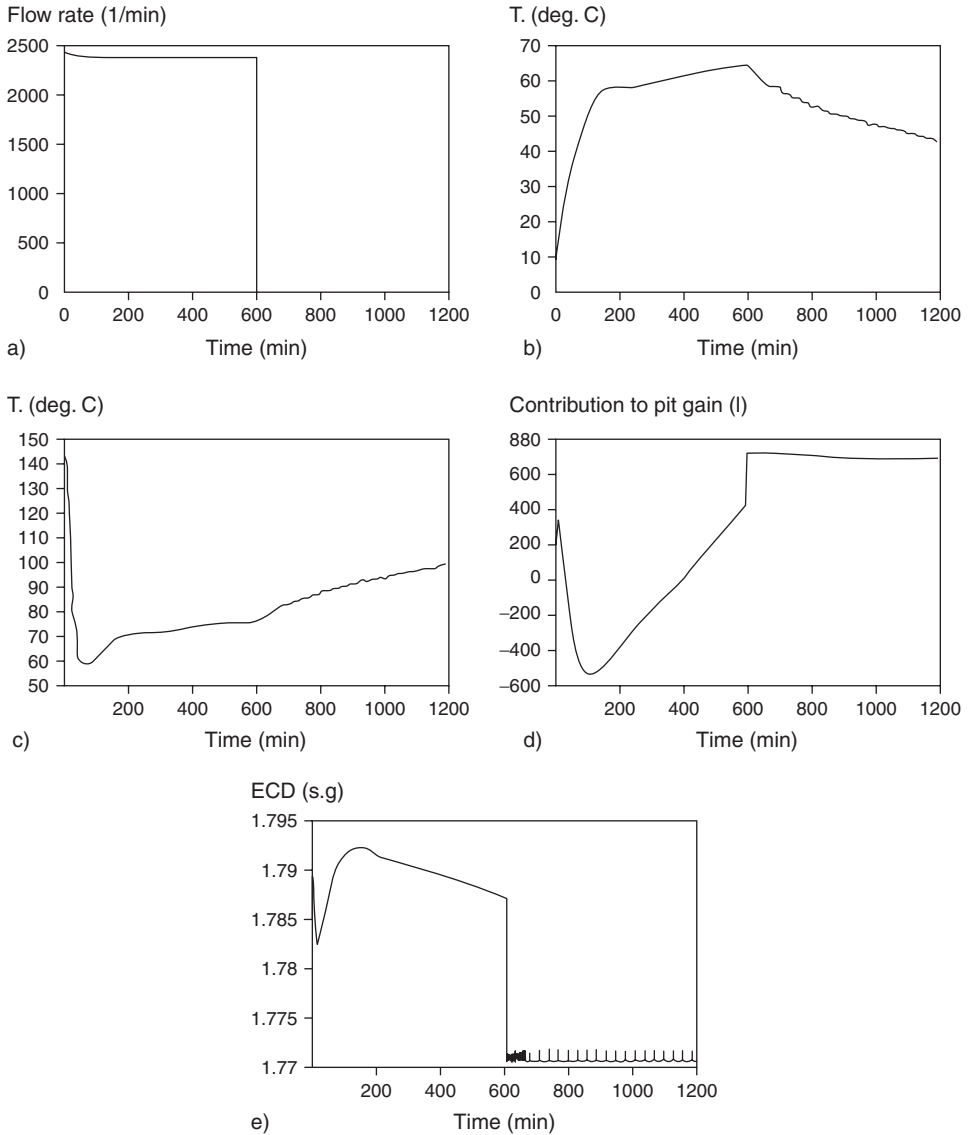 Flow rate (1/min)
2500
2000
1500
1000
500
0
0 200 400 600 800 1000 1200
a) Time (min)
T. (deg. C)
70
60
50
40
30
20
10
0
0 200 400 600 800 1000 1200
b) Time (min)
T. (deg. C)
150
140
130
120
110
100
90
80
70
60
50
200 400 600 800 1000 1200
c) Time (min)
Contribution to pit gain (l)
880
600
400
200
0
–200
–400
–600
0 200 400 600 800 1000 1200
d) Time (min)
ECD (s.g)
1.795
1.79
1.785
1.78
1.775
1.77
200 400 600 800 1000 1200
e) Time (min)